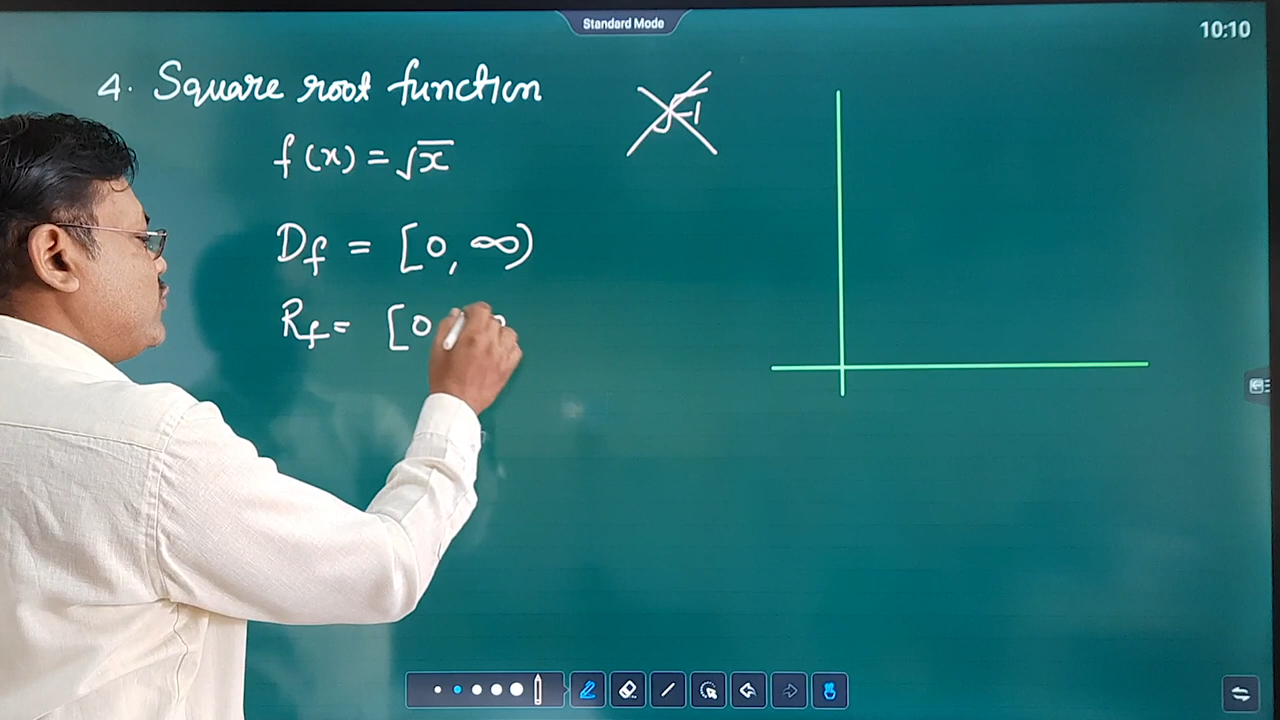 Standard Mode
10:10
4. Square root function
√-1
f(x) = √x
Df = [0, ∞)
Rf = [0